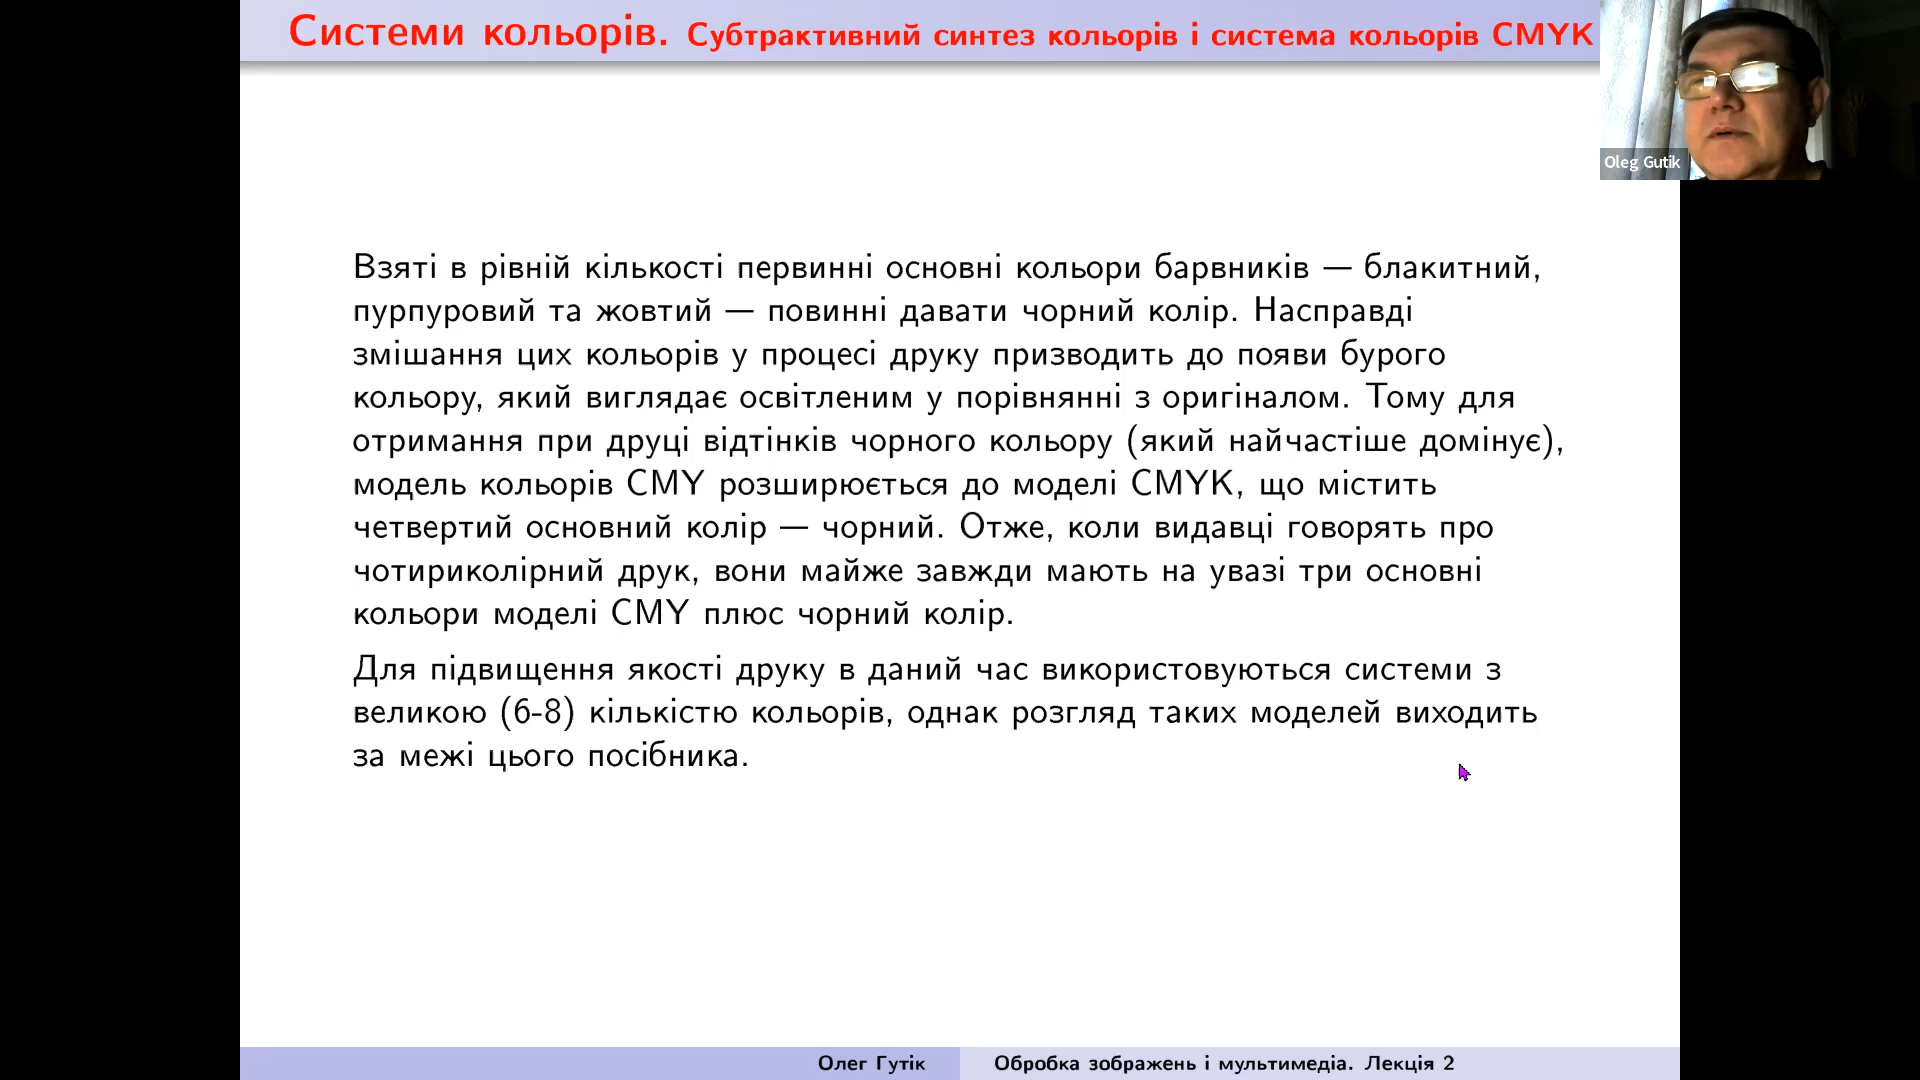 Системи кольорів. Субтрактивний синтез кольорів і система кольорів CMYK
Oleg Gutik
Взяті в рівній кількості первинні основні кольори барвників — блакитний,
пурпуровий та жовтий — повинні давати чорний колір. Насправді
змішання цих кольорів у процесі друку призводить до появи бурого
кольору, який виглядає освітленим у порівнянні з оригіналом. Тому для
отримання при друці відтінків чорного кольору (який найчастіше домінує),
модель кольорів CMY розширюється до моделі CMYK, що містить
четвертий основний колір — чорний. Отже, коли видавці говорять про
чотириколірний друк, вони майже завжди мають на увазі три основні
кольори моделі CMY плюс чорний колір.
Для підвищення якості друку в даний час використовуються системи з
великою (6-8) кількістю кольорів, однак розгляд таких моделей виходить
за межі цього посібника.
Олег Гутік
Обробка зображень і мультимедіа. Лекція 2